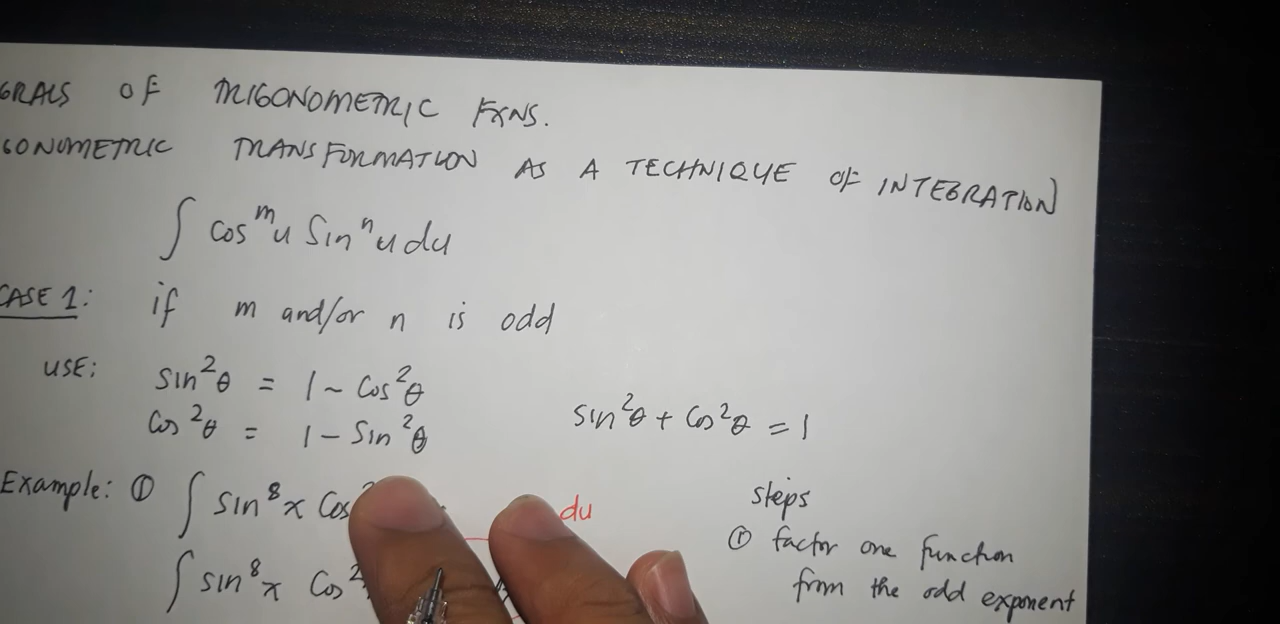 GRALS OF TRIGONOMETRIC FXNS.
GONOMETRIC TRANSFORMATION AS A TECHNIQUE OF INTEGRATION
∫ cos^m u sin^n u du
CASE 1: if m and/or n is odd
USE: sin²θ = 1 - cos²θ
cos²θ = 1 - sin²θ
sin²θ + cos²θ = 1
Example: ① ∫ sin⁸x cos
du
∫ sin⁸x cos²
steps
① factor one function
from the odd exponent